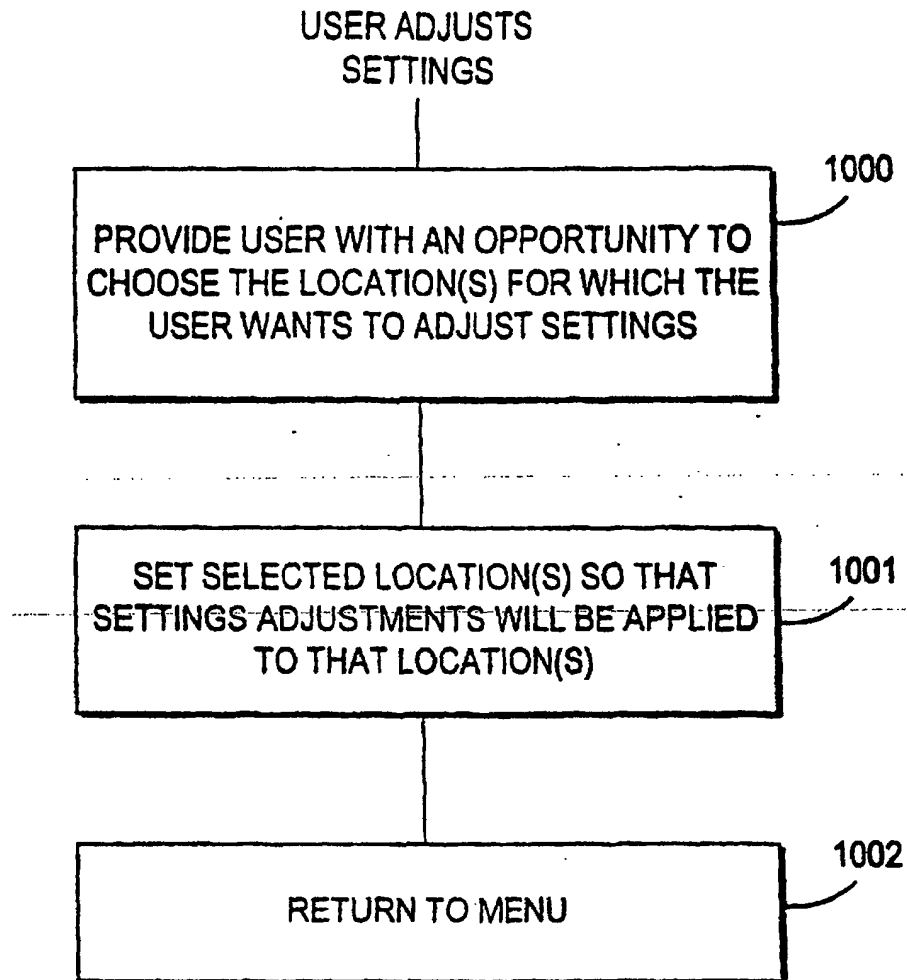 USER ADJUSTS
SETTINGS
1000
PROVIDE USER WITH AN OPPORTUNITY TO
CHOOSE THE LOCATION(S) FOR WHICH THE
USER WANTS TO ADJUST SETTINGS
1001
SET SELECTED LOCATION(S) SO THAT
SETTINGS ADJUSTMENTS WILL BE APPLIED
TO THAT LOCATION(S)
1002
RETURN TO MENU